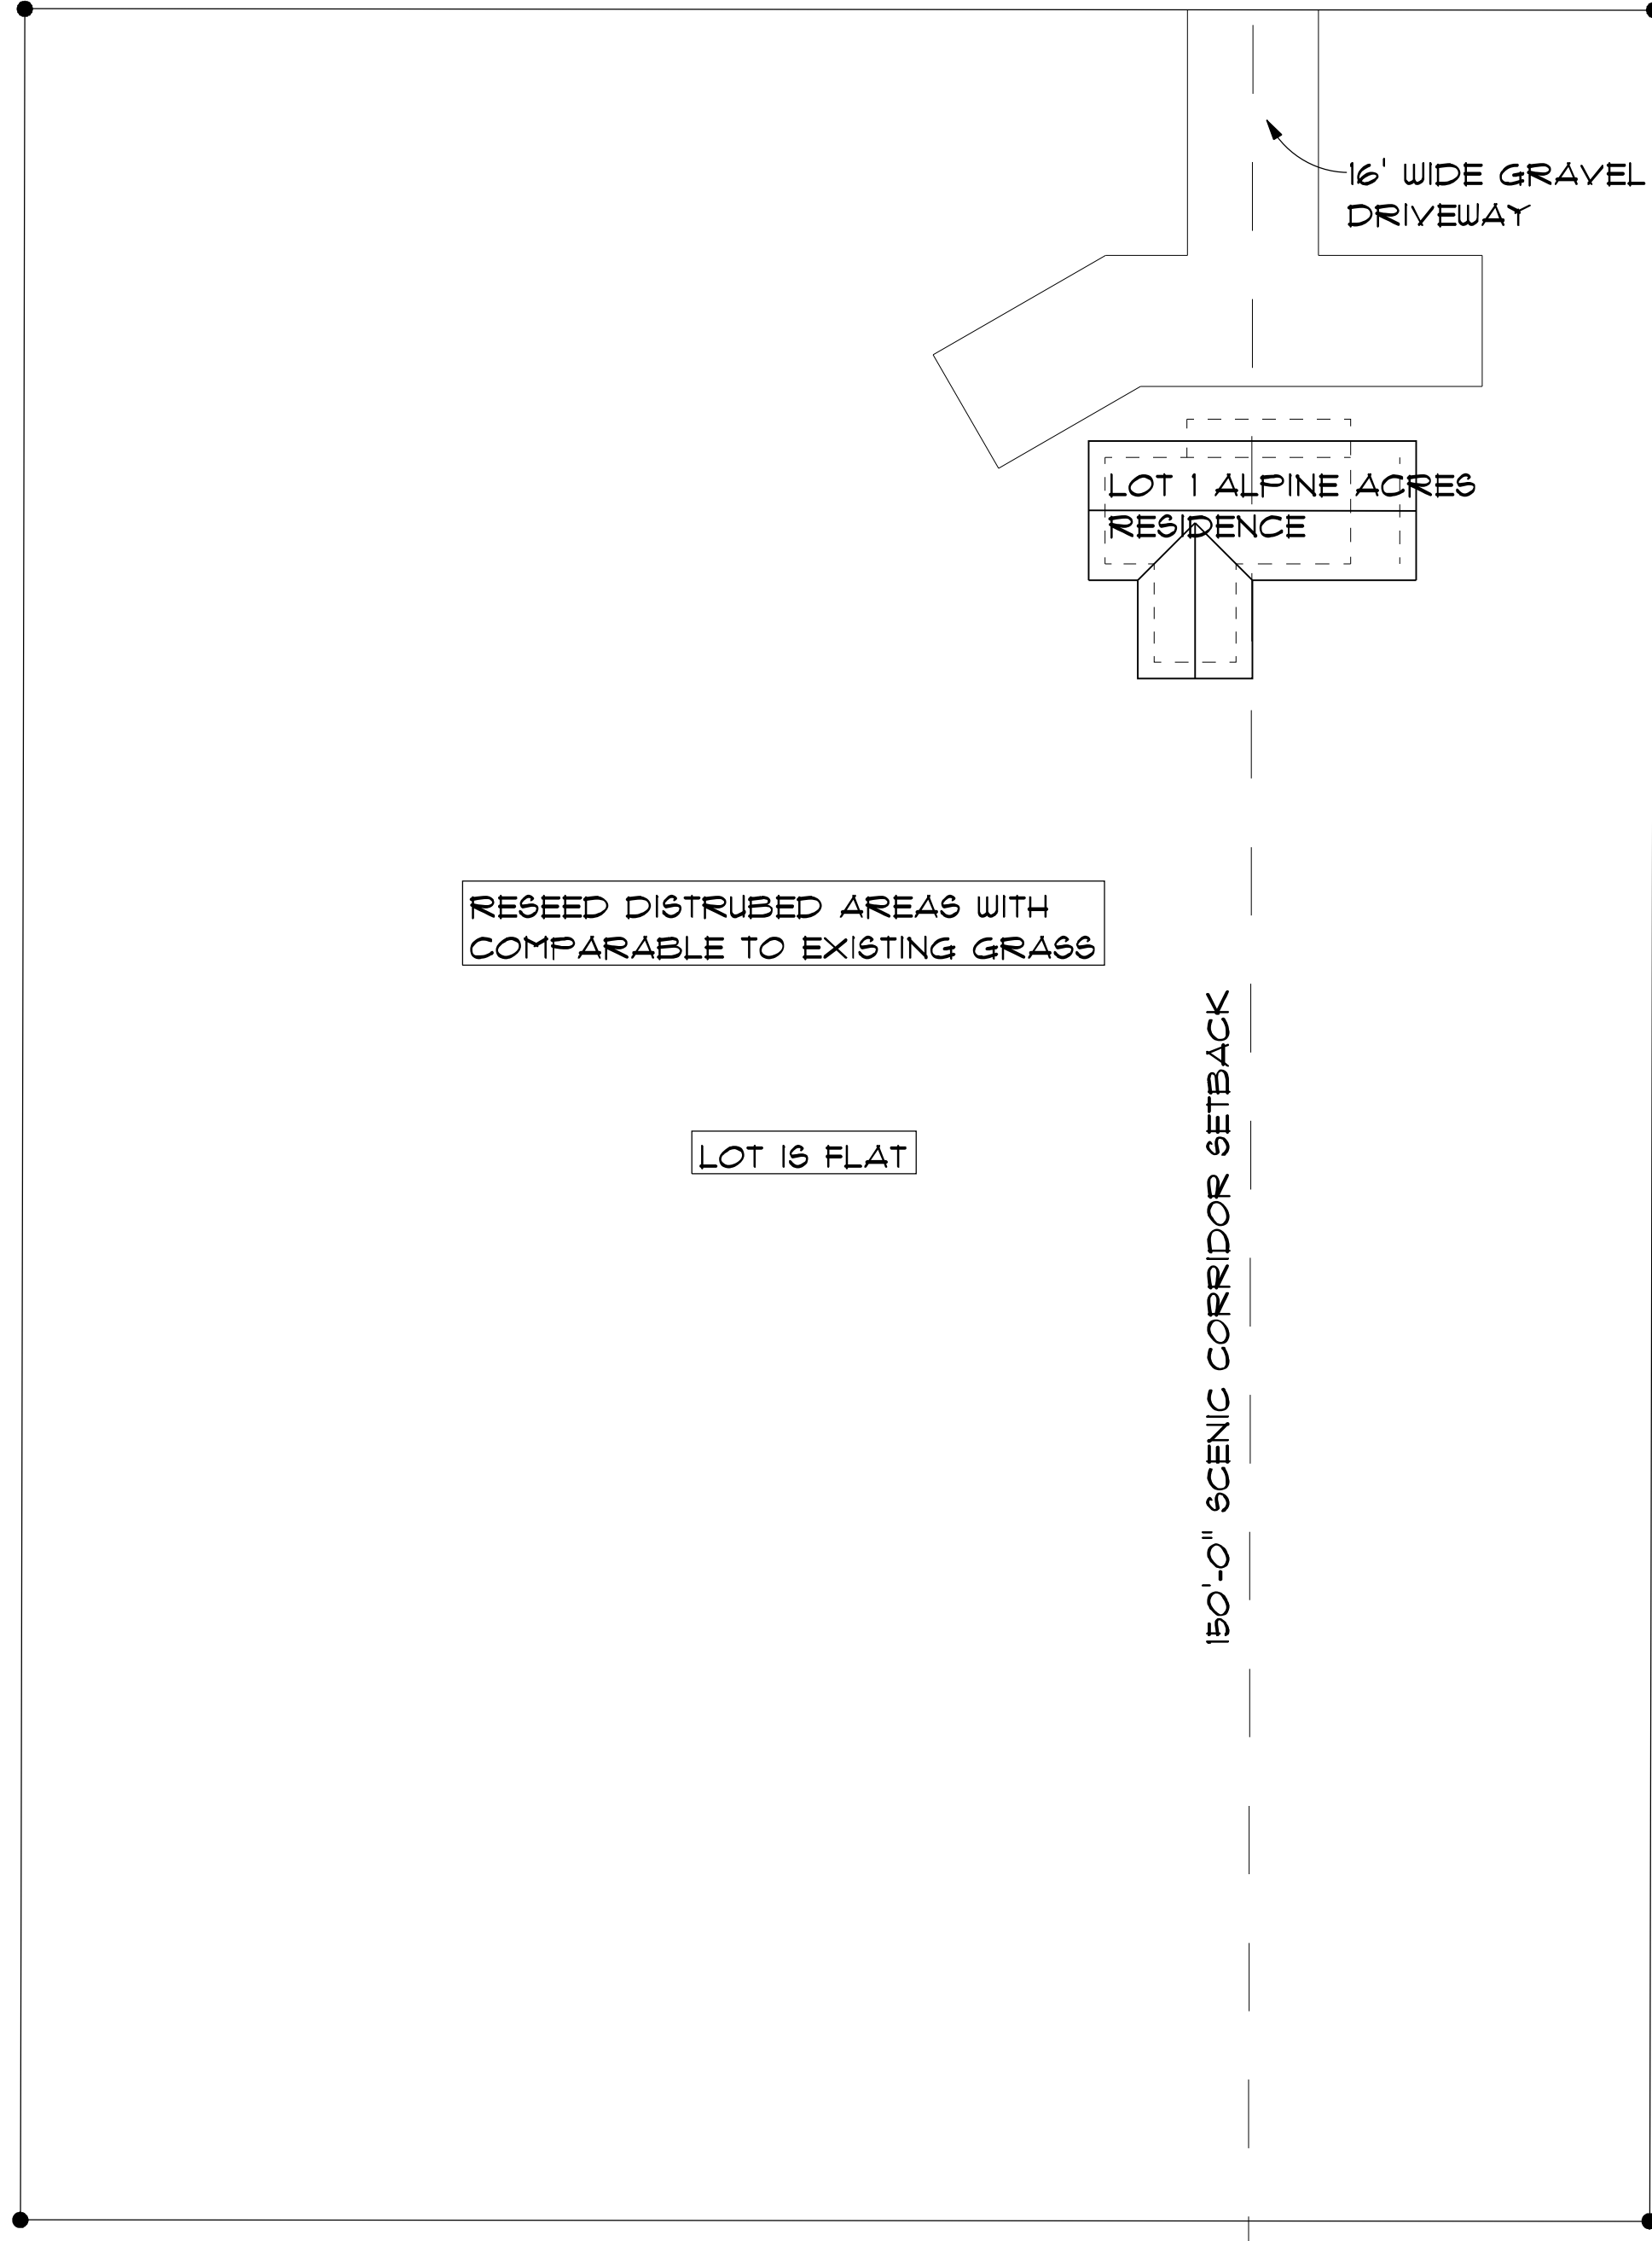 16' WIDE GRAVEL
DRIVEWAY
LOT 1 ALPINE ACRES
RESIDENCE
RESEED DISTRUBED AREAS WITH
COMPARABLE TO EXISTING GRASS
150'-0" SCENIC CORRIDOR SETBACK
LOT IS FLAT